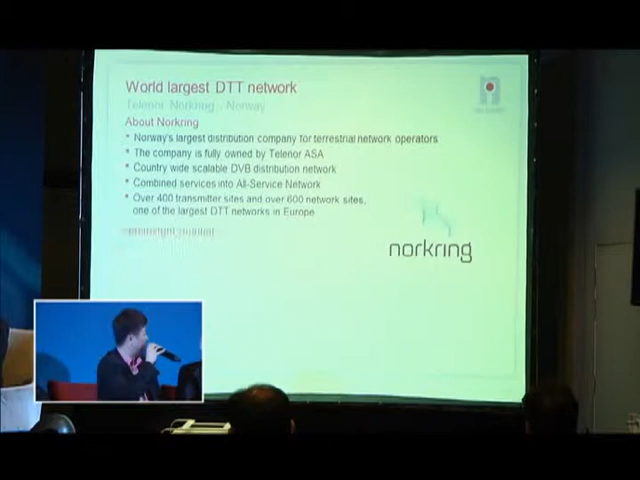 World largest DTT network
Telenor Norkring - Norway
About Norkring
* Norway's largest distribution company for terrestrial network operators
* The company is fully owned by Telenor ASA
* Country wide scalable DVB distribution network
* Combined services into All-Service Network
* Over 400 transmitter sites and over 600 network sites,
one of the largest DTT networks in Europe
norkring